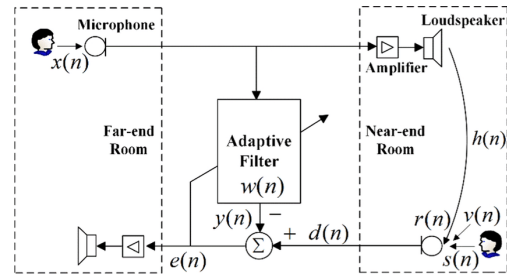 Microphone
Loudspeaker
x(n)
Amplifier
Far-end
Room
Adaptive
Filter
w(n)
Near-end
Room
h(n)
y(n)
−
+
d(n)
r(n)
v(n)
Σ
e(n)
s(n)